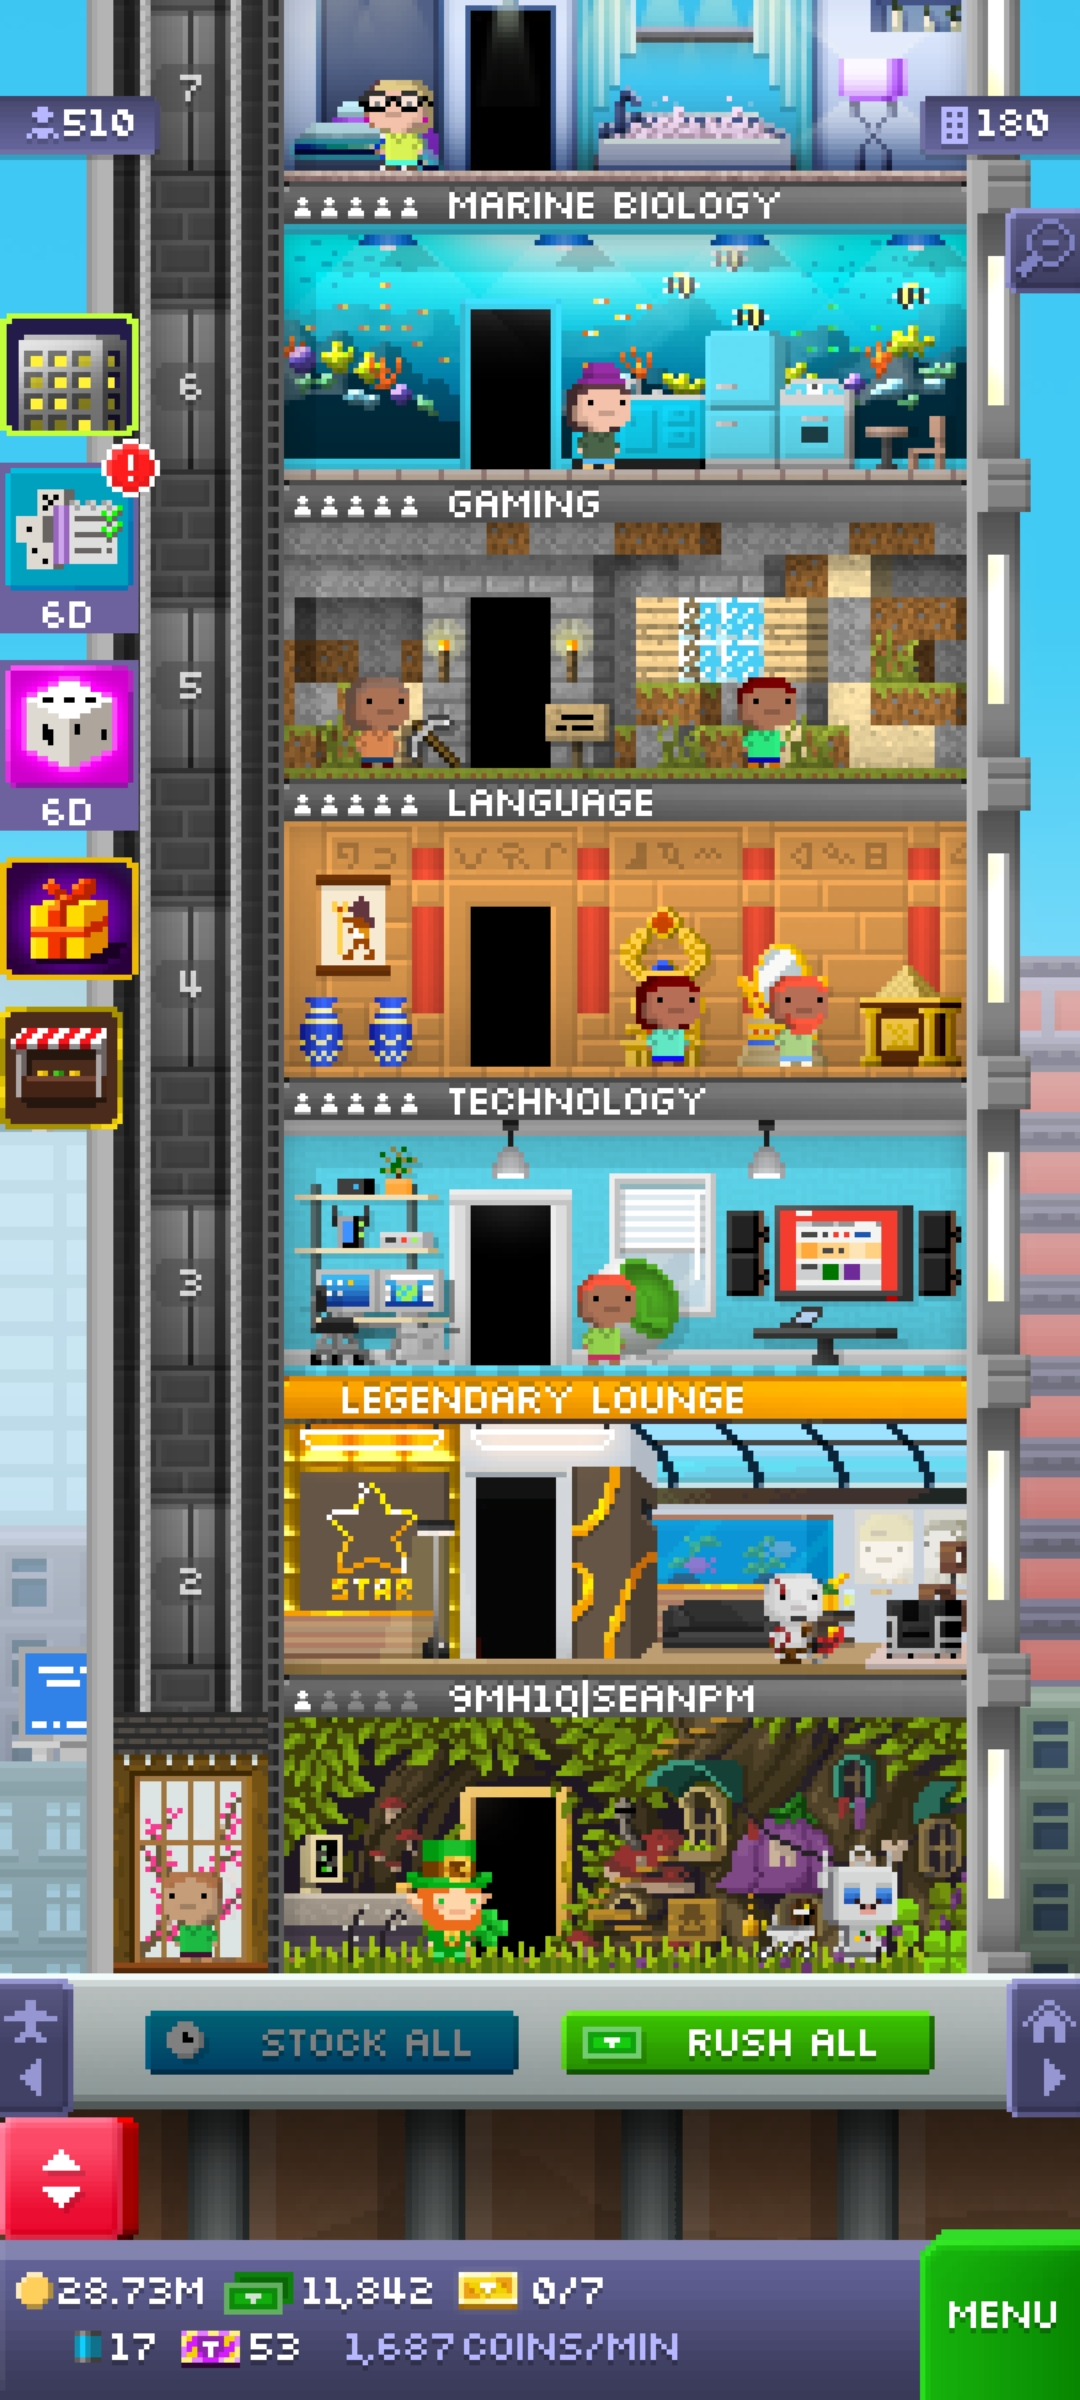 7
510
180
MARINE BIOLOGY
6
GAMING
6D
5
6D
LANGUAGE
4
TECHNOLOGY
3
LEGENDARY LOUNGE
STAR
2
9MH1Q|SEANPM
STOCK ALL
RUSH ALL
28.73M
11,842
0/7
MENU
17
53
1,687 COINS/MIN